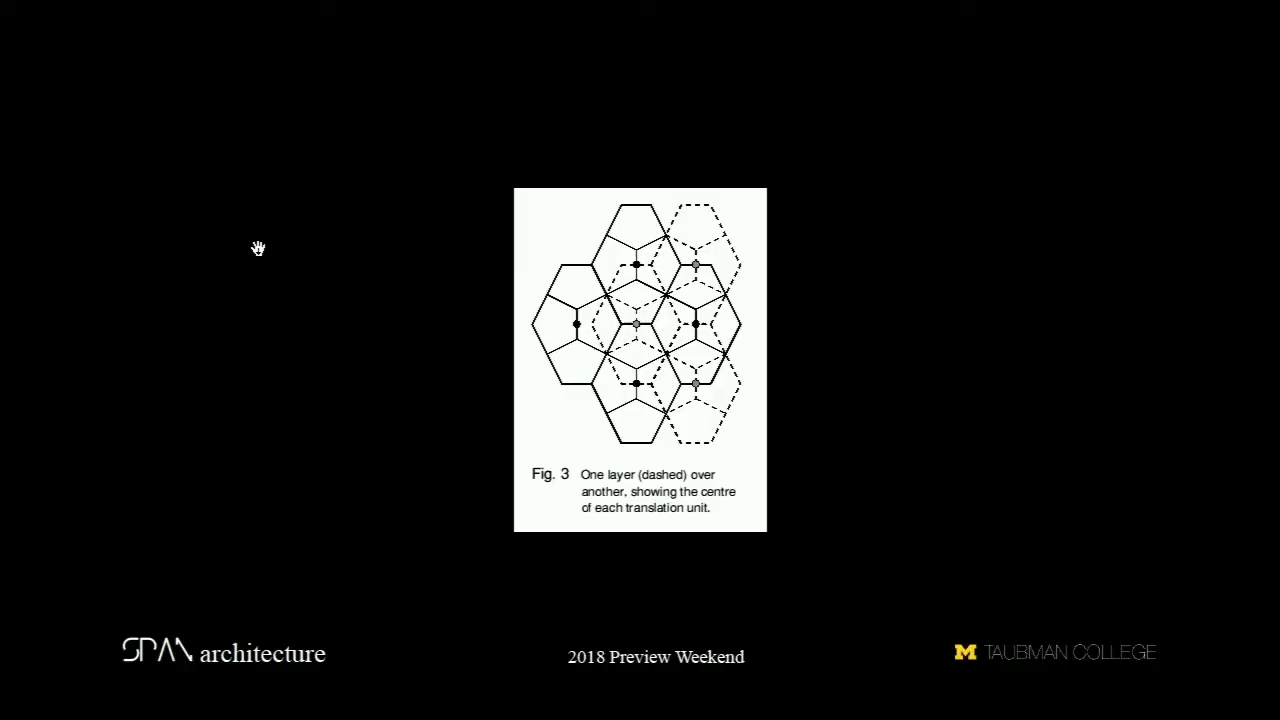 Fig. 3 One layer (dashed) over
another, showing the centre
of each translation unit.
SPAN architecture
2018 Preview Weekend
M TAUBMAN COLLEGE